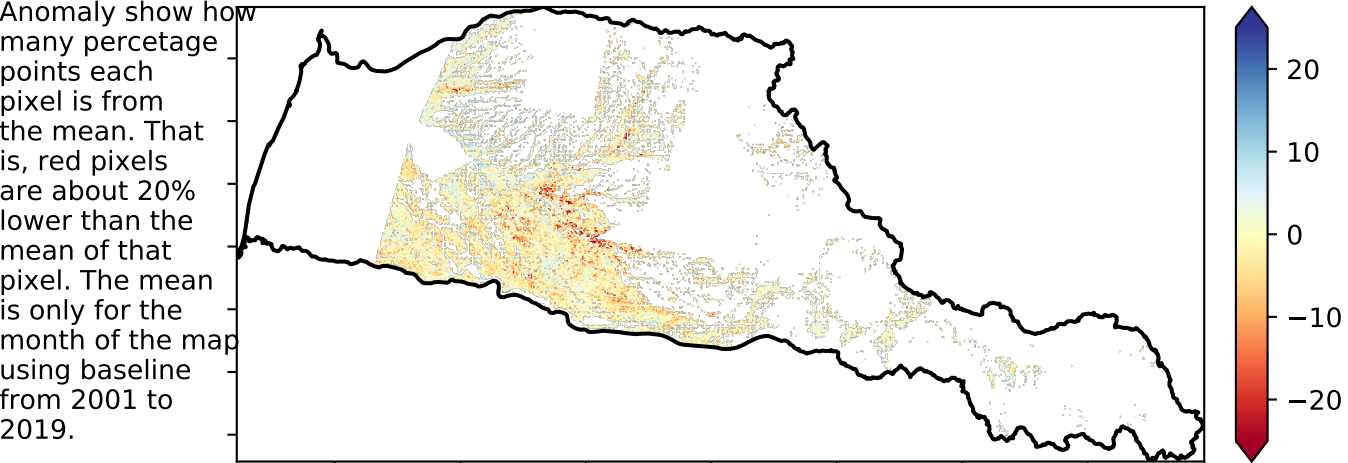 Anomaly show how
many percetage
points each
pixel is from
the mean. That
is, red pixels
are about 20%
lower than the
mean of that
pixel. The mean
is only for the
month of the map
using baseline
from 2001 to
2019.
20
10
0
−10
−20